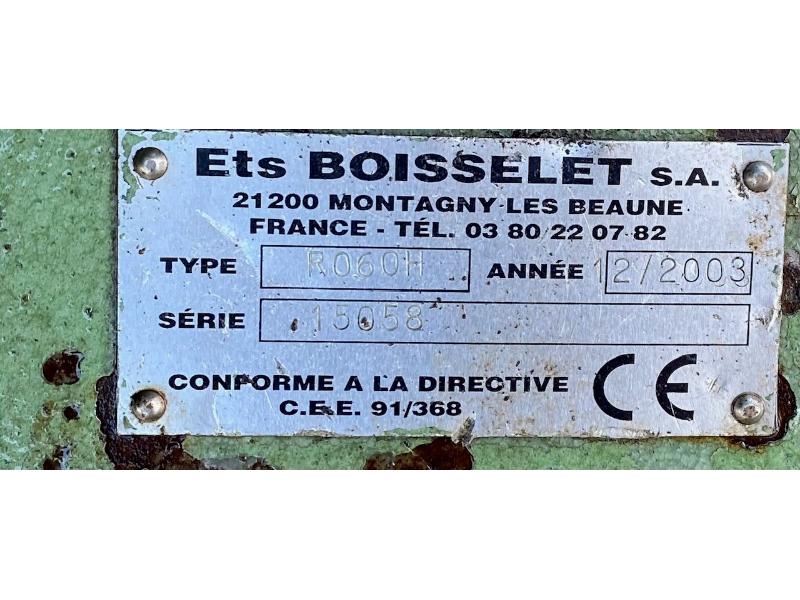 Ets BOISSELET S.A.
21200 MONTAGNY LES BEAUNE
FRANCE - TÉL. 03 80 22 07 82
TYPE R060H ANNÉE 12/2003
SÉRIE 15058
CONFORME A LA DIRECTIVE CE
C.E.E. 91/368